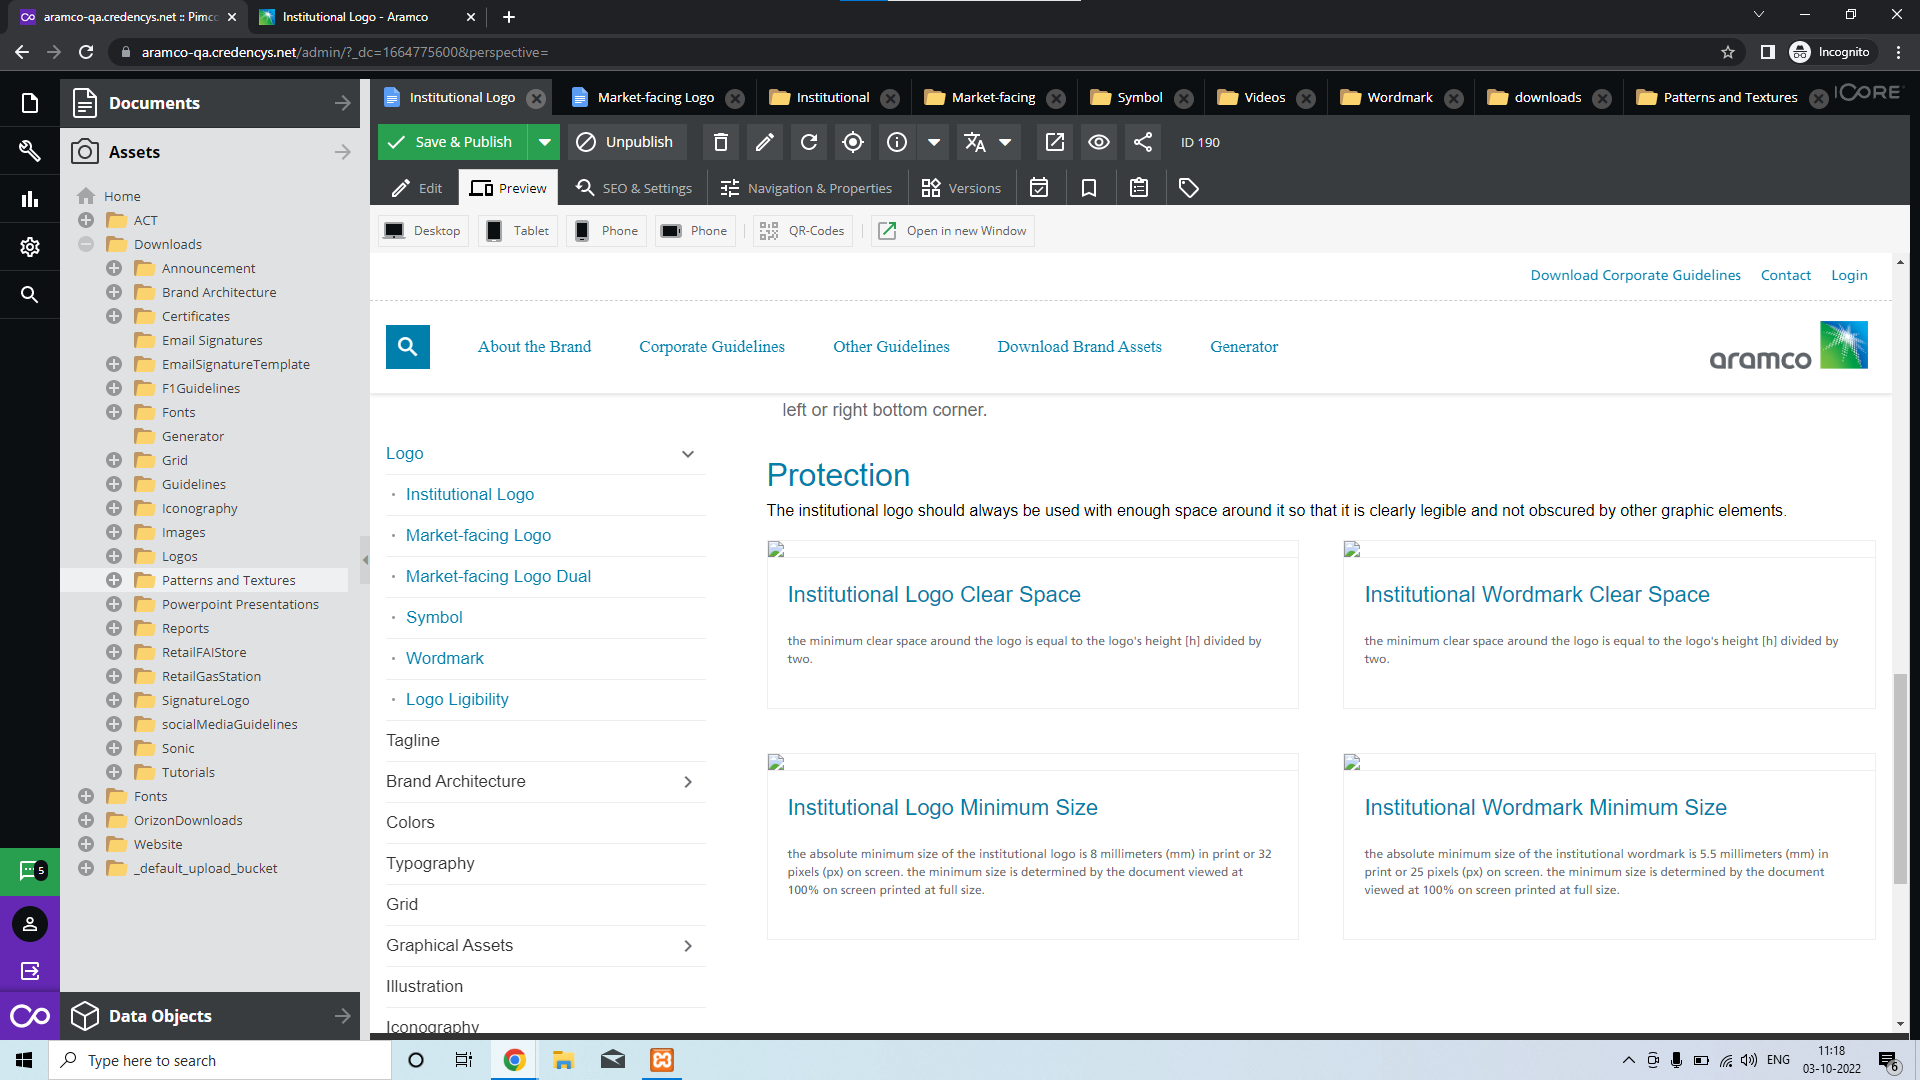 aramco-qa.credencys.net :: Pimco
Institutional Logo - Aramco
aramco-qa.credencys.net/admin/?_dc=1664775600&perspective=
Incognito
Documents
Institutional Logo
Market-facing Logo
Institutional
Market-facing
Symbol
Videos
Wordmark
downloads
Patterns and Textures
iCORE
Save & Publish
Unpublish
ID 190
Edit
Preview
SEO & Settings
Navigation & Properties
Versions
Desktop
Tablet
Phone
Phone
QR-Codes
Open in new Window
Assets
Home
ACT
Downloads
Announcement
Brand Architecture
Certificates
Email Signatures
EmailSignatureTemplate
F1Guidelines
Fonts
Generator
Grid
Guidelines
Iconography
Images
Logos
Patterns and Textures
Powerpoint Presentations
Reports
RetailFAIStore
RetailGasStation
SignatureLogo
socialMediaGuidelines
Sonic
Tutorials
Fonts
OrizonDownloads
Website
_default_upload_bucket
5
Data Objects
Download Corporate Guidelines
Contact
Login
About the Brand
Corporate Guidelines
Other Guidelines
Download Brand Assets
Generator
aramco
Logo
· Institutional Logo
· Market-facing Logo
· Market-facing Logo Dual
· Symbol
· Wordmark
· Logo Ligibility
Tagline
Brand Architecture
Colors
Typography
Grid
Graphical Assets
Illustration
Iconography
left or right bottom corner.
Protection
The institutional logo should always be used with enough space around it so that it is clearly legible and not obscured by other graphic elements.
Institutional Logo Clear Space
the minimum clear space around the logo is equal to the logo's height [h] divided by
two.
Institutional Wordmark Clear Space
the minimum clear space around the logo is equal to the logo's height [h] divided by
two.
Institutional Logo Minimum Size
the absolute minimum size of the institutional logo is 8 millimeters (mm) in print or 32
pixels (px) on screen. the minimum size is determined by the document viewed at
100% on screen printed at full size.
Institutional Wordmark Minimum Size
the absolute minimum size of the institutional wordmark is 5.5 millimeters (mm) in
print or 25 pixels (px) on screen. the minimum size is determined by the document
viewed at 100% on screen printed at full size.
Type here to search
ENG
11:18
03-10-2022
6